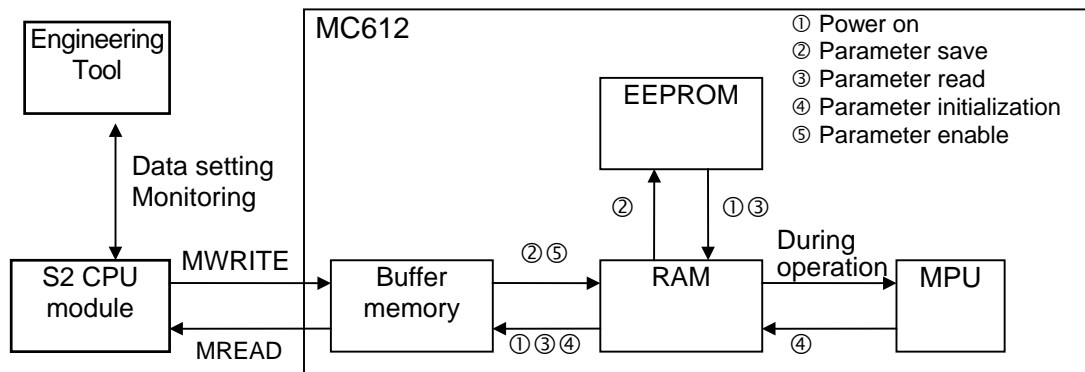 Engineering
Tool
MC612
① Power on
② Parameter save
③ Parameter read
④ Parameter initialization
⑤ Parameter enable
EEPROM
Data setting
Monitoring
②
①③
S2 CPU
module
MWRITE
MREAD
Buffer
memory
②⑤
①③④
RAM
During
operation
④
MPU